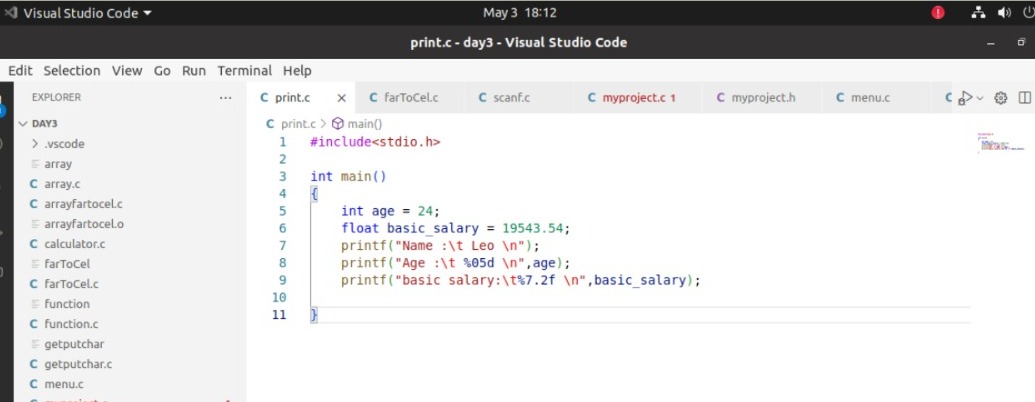 Visual Studio Code
May 3 18:12
print.c - day3 - Visual Studio Code
Edit Selection View Go Run Terminal Help
EXPLORER
print.c farToCel.c scanf.c myproject.c 1 myproject.h menu.c
DAY3
.vscode
array
array.c
arrayfartocel.c
arrayfartocel.o
calculator.c
farToCel
farToCel.c
function
function.c
getputchar
getputchar.c
menu.c
print.c > main()
1 #include<stdio.h>
2
3 int main()
4 {
5 int age = 24;
6 float basic_salary = 19543.54;
7 printf("Name :\t Leo \n");
8 printf("Age :\t %05d \n",age);
9 printf("basic salary:\t%7.2f \n",basic_salary);
10
11 }